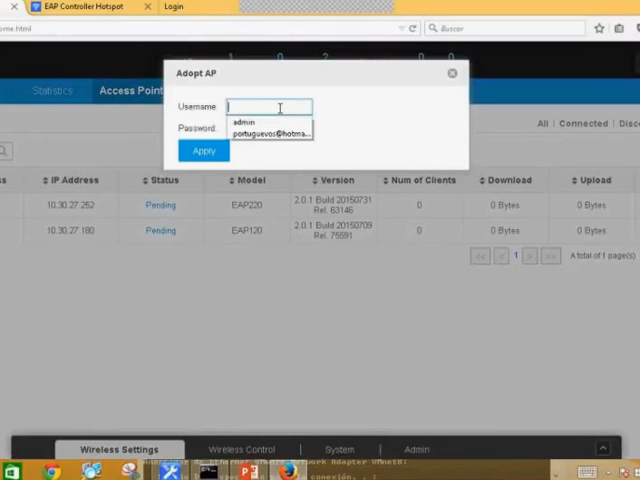 EAP Controller Hotspot × Login
ome.html
Buscar
Adopt AP
Statistics Access Point
Username:
admin
portuguevos@hotma...
Password:
Apply
All | Connected | Disco
IP Address Status Model Version Num of Clients Download Upload
10.30.27.252 Pending EAP220 2.0.1 Build 20150731 Rel. 63146 0 0 Bytes 0 Bytes
10.30.27.180 Pending EAP120 2.0.1 Build 20150709 Rel. 75591 0 0 Bytes 0 Bytes
<< < 1 > >> A total of 1 page(s)
Wireless Settings Wireless Control System Admin